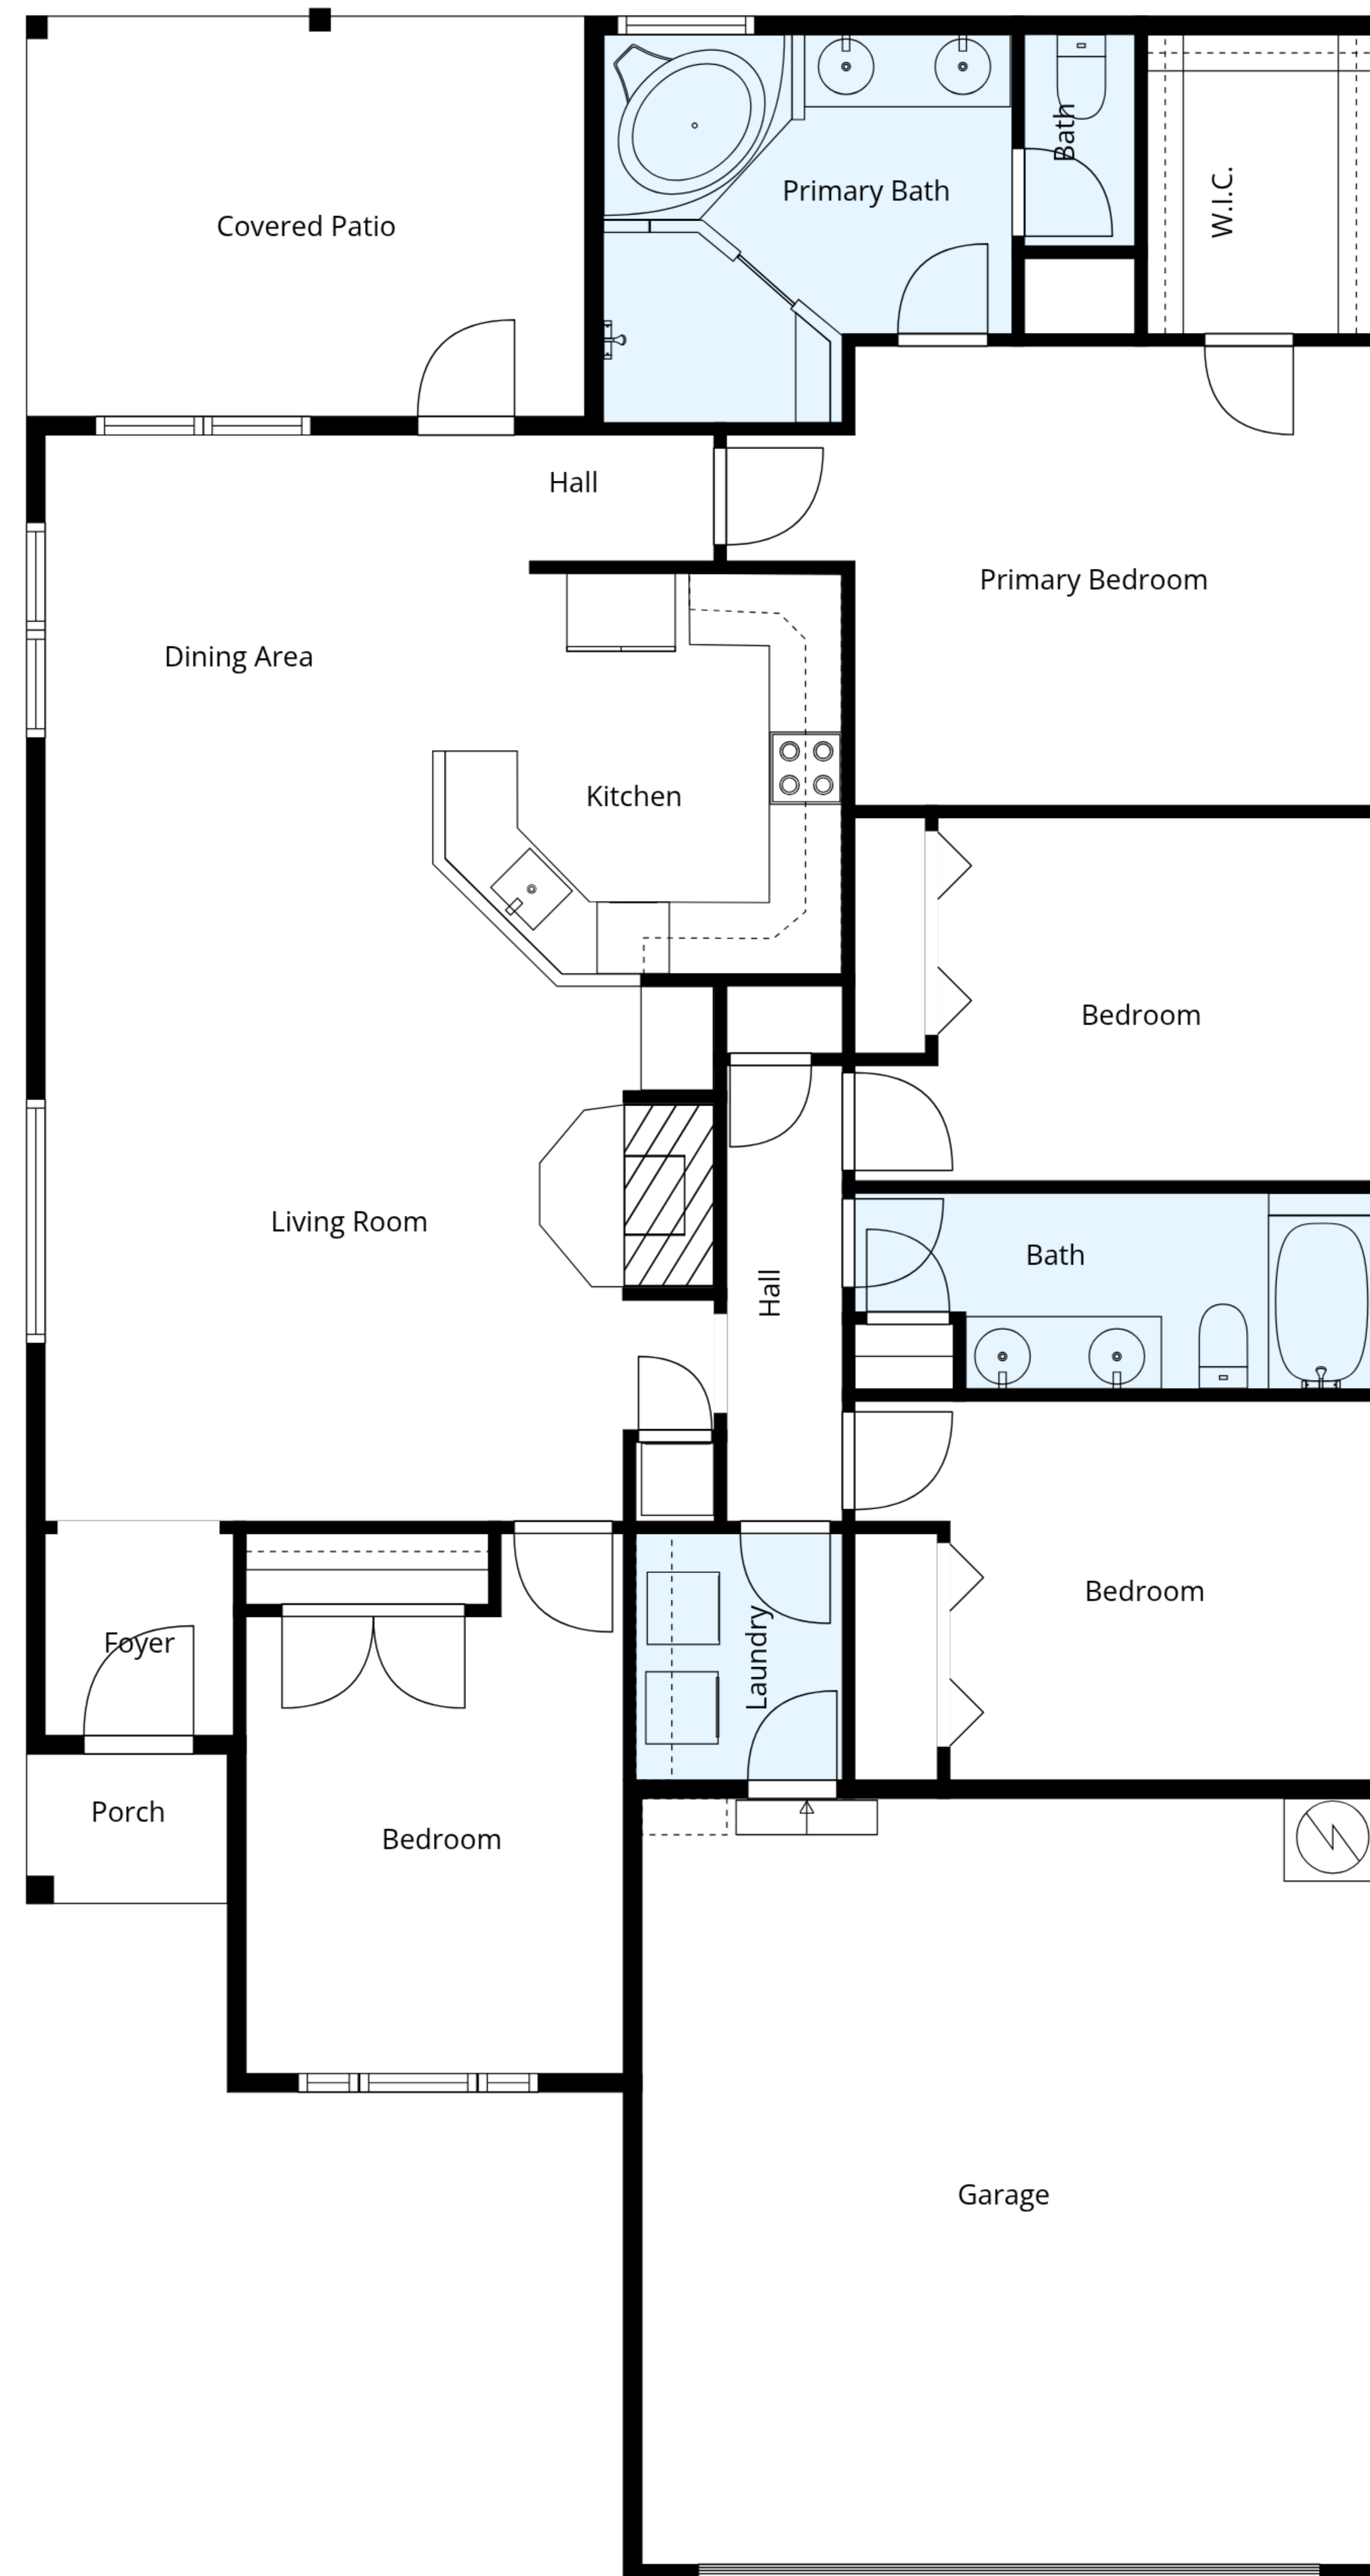 Bath
Primary Bath
W.I.C.
Covered Patio
Hall
Primary Bedroom
Dining Area
Kitchen
Bedroom
Living Room
Bath
Hall
Bedroom
Foyer
Laundry
Porch
Bedroom
Garage